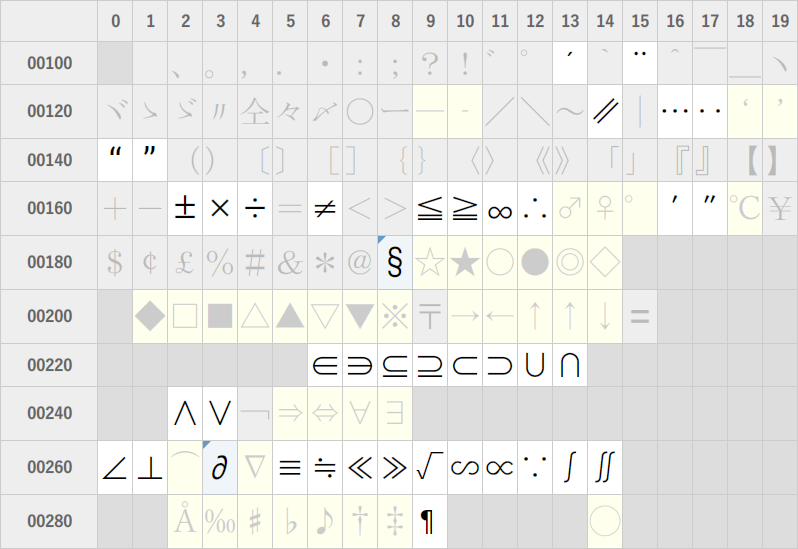 0 1 2 3 4 5 6 7 8 9 10 11 12 13 14 15 16 17 18 19
00100 、 。 , . ・ : ; ? ! ゛ ゜ ´ ` ¨ ^ ‾ _ ヽ
00120 ヾ ゝ ゞ 〃 仝 々 〆 〇 ー — ‐ / \ 〜 ∥ | … ‥ ‘ ’
00140 “ ” ( ) 〔 〕 [ ] { } 〈 〉 《 》 「 」 『 』 【 】
00160 + − ± × ÷ = ≠ < > ≦ ≧ ∞ ∴ ♂ ♀ ° ′ ″ ℃ ¥
00180 $ ¢ £ % # & * @ § ☆ ★ ○ ● ◎ ◇
00200 ◆ □ ■ △ ▲ ▽ ▼ ※ 〒 → ← ↑ ↑ ↓ 〓
00220 ∈ ∋ ⊆ ⊇ ⊂ ⊃ ∪ ∩
00240 ∧ ∨ ¬ ⇒ ⇔ ∀ ∃
00260 ∠ ⊥ ⌒ ∂ ∇ ≡ ≒ ≪ ≫ √ ∽ ∝ ∵ ∫ ∬
00280 Å ‰ ♯ ♭ ♪ † ‡ ¶ ◯